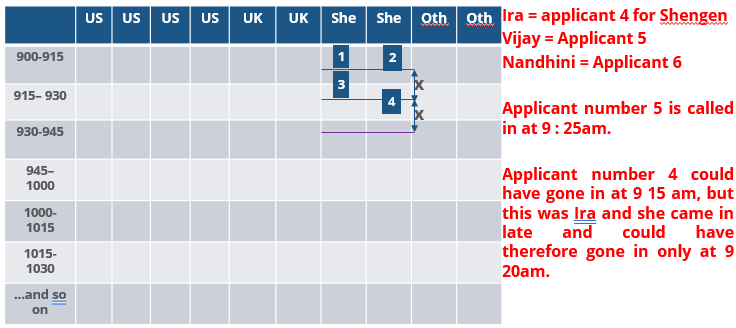 US US US US UK UK She She Oth Oth
900-915 1 2
3 X
915– 930 4
X
930-945
945–
1000
1000-
1015
1015-
1030
...and so
on
Ira = applicant 4 for Shengen
Vijay = Applicant 5
Nandhini = Applicant 6
Applicant number 5 is called
in at 9 : 25am.
Applicant number 4 could
have gone in at 9 15 am, but
this was Ira and she came in
late and could have
therefore gone in only at 9
20am.